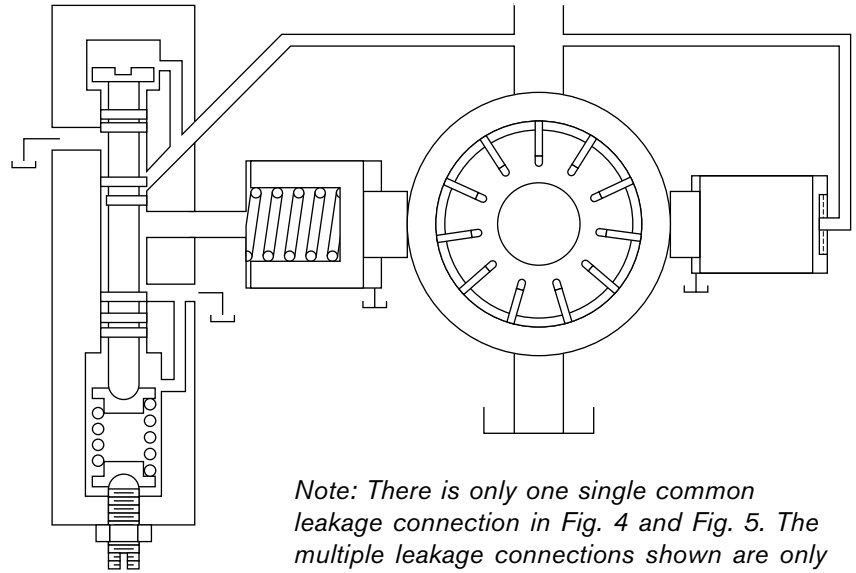 Note: There is only one single common
leakage connection in Fig. 4 and Fig. 5. The
multiple leakage connections shown are only